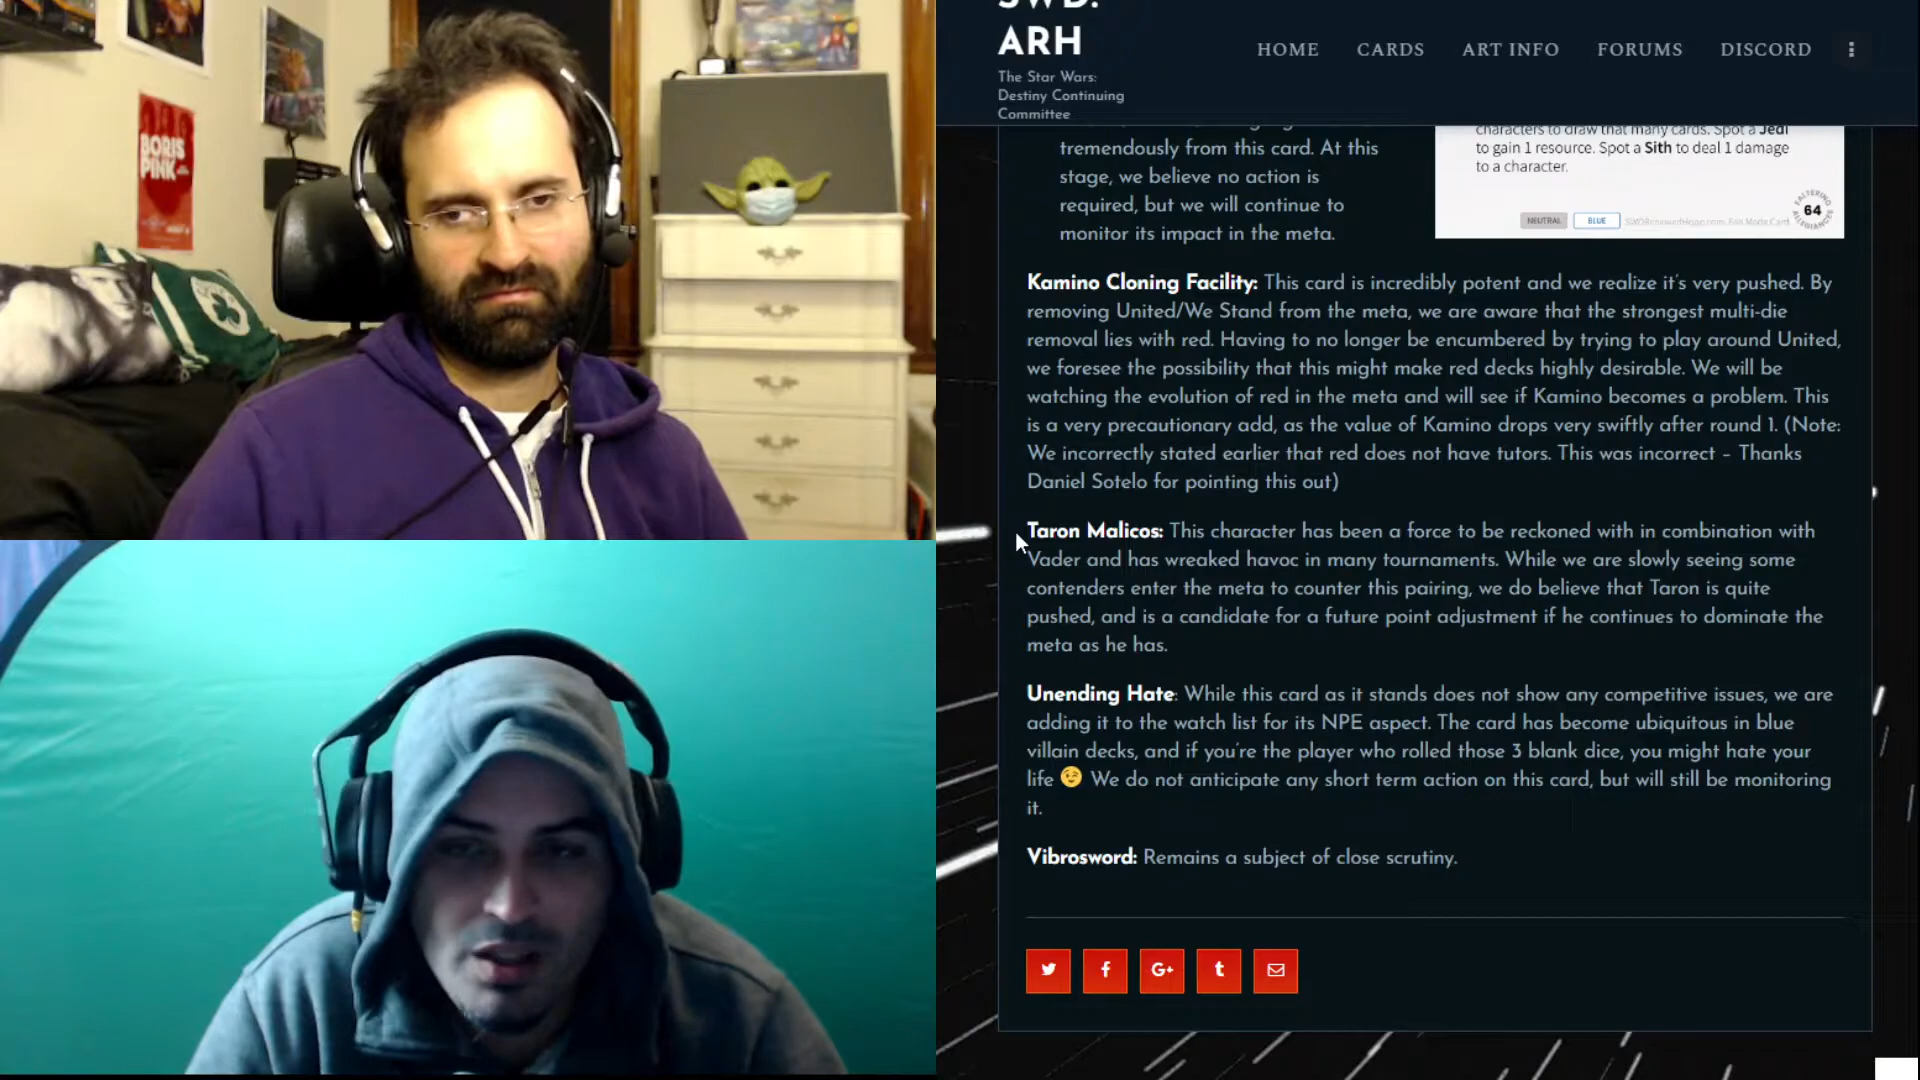 BORIS
PINK
SWD:
ARH
The Star Wars:
Destiny Continuing
Committee
HOME CARDS ART INFO FORUMS DISCORD
tremendously from this card. At this
stage, we believe no action is
required, but we will continue to
monitor its impact in the meta.
characters to draw that many cards. Spot a Jedi
to gain 1 resource. Spot a Sith to deal 1 damage
to a character.
NEUTRAL BLUE
FALTERING
64
ALLEGIANCES
Kamino Cloning Facility: This card is incredibly potent and we realize it's very pushed. By
removing United/We Stand from the meta, we are aware that the strongest multi-die
removal lies with red. Having to no longer be encumbered by trying to play around United,
we foresee the possibility that this might make red decks highly desirable. We will be
watching the evolution of red in the meta and will see if Kamino becomes a problem. This
is a very precautionary add, as the value of Kamino drops very swiftly after round 1. (Note:
We incorrectly stated earlier that red does not have tutors. This was incorrect – Thanks
Daniel Sotelo for pointing this out)
Taron Malicos: This character has been a force to be reckoned with in combination with
Vader and has wreaked havoc in many tournaments. While we are slowly seeing some
contenders enter the meta to counter this pairing, we do believe that Taron is quite
pushed, and is a candidate for a future point adjustment if he continues to dominate the
meta as he has.
Unending Hate: While this card as it stands does not show any competitive issues, we are
adding it to the watch list for its NPE aspect. The card has become ubiquitous in blue
villain decks, and if you're the player who rolled those 3 blank dice, you might hate your
life 😉 We do not anticipate any short term action on this card, but will still be monitoring
it.
Vibrosword: Remains a subject of close scrutiny.